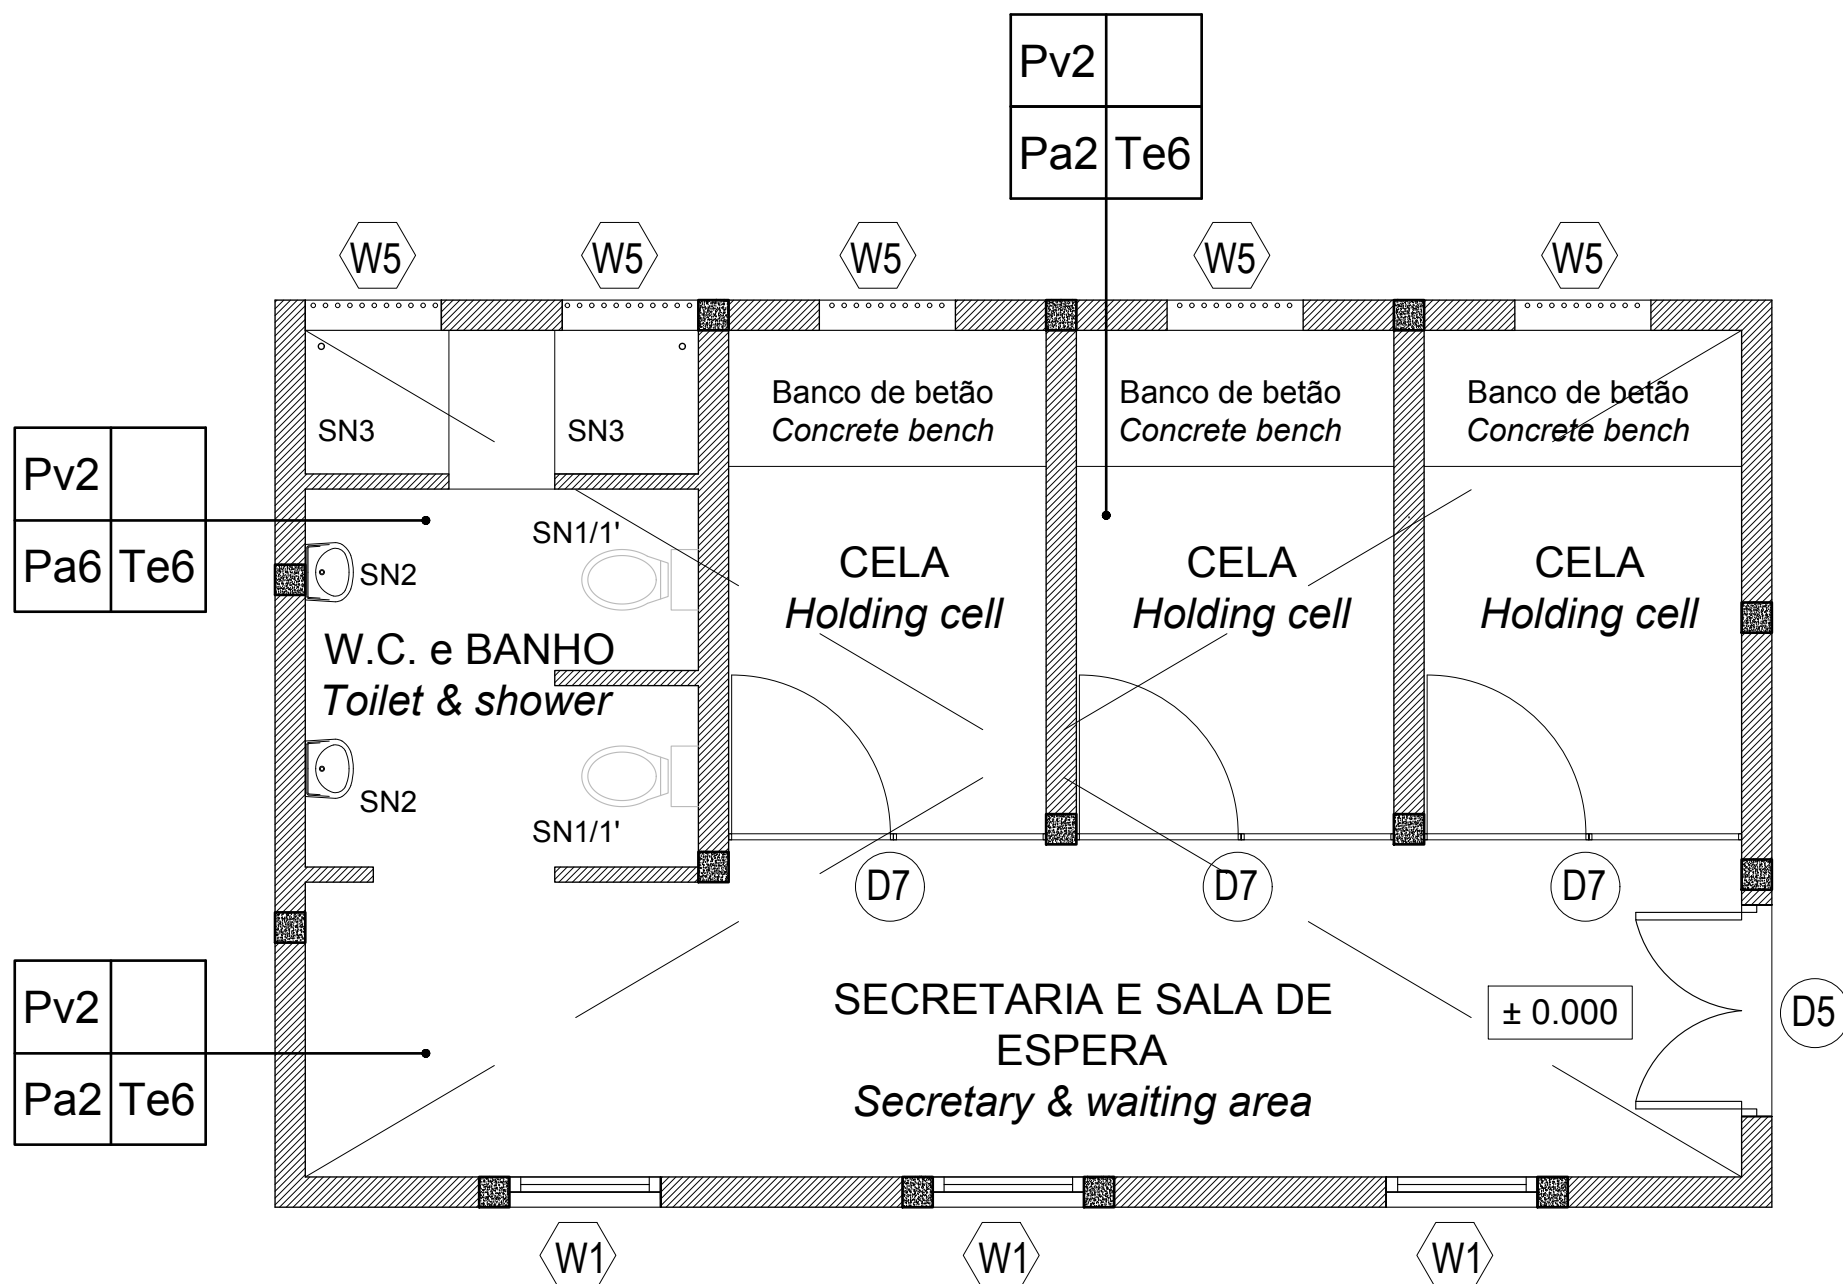 Pv2
Pa2 Te6
W5 W5 W5 W5 W5
Banco de betão Banco de betão Banco de betão
Concrete bench Concrete bench Concrete bench
SN3 SN3
Pv2
Pa6 Te6
SN1/1'
SN2
CELA CELA CELA
Holding cell Holding cell Holding cell
W.C. e BANHO
Toilet & shower
SN2
SN1/1'
D7 D7 D7
Pv2
Pa2 Te6
SECRETARIA E SALA DE
ESPERA
Secretary & waiting area
± 0.000
D5
W1 W1 W1